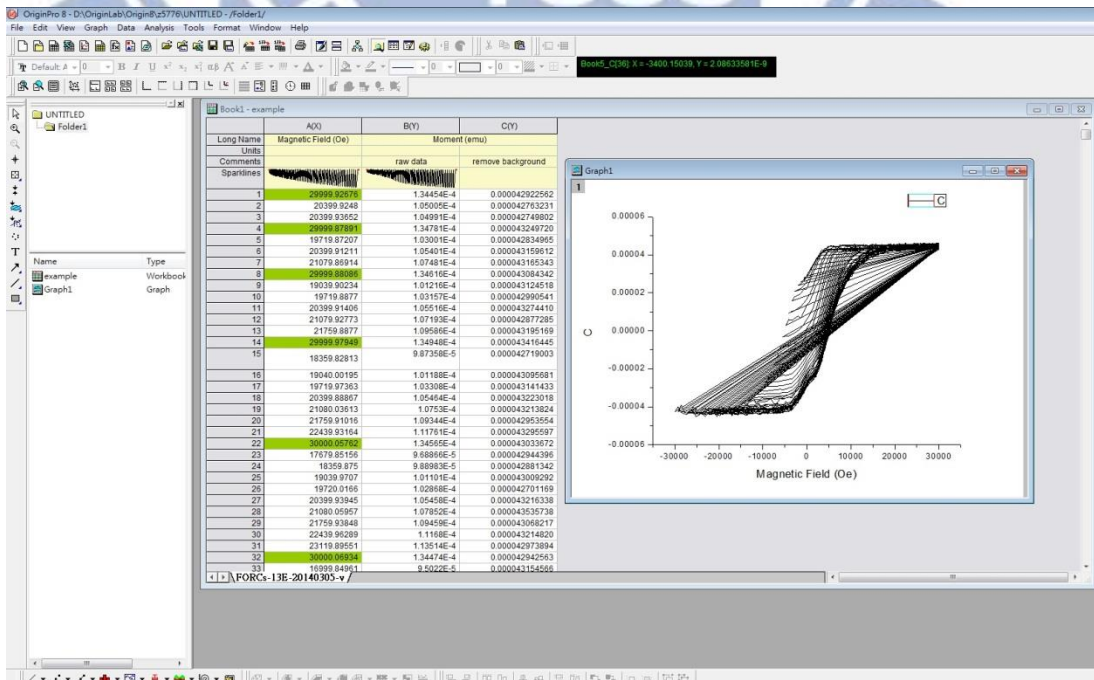 OriginPro 8 - D:\OriginLab\Origin8\z5776\UNTITLED - /Folder1/
File Edit View Graph Data Analysis Tools Format Window Help
Default: A 0 B I U
Book5_C[36]: X = -3400.15039, Y = 2.08633581E-9
UNTITLED
Folder1
Name Type
example Workbook
Graph1 Graph
Book1 - example
A(X) B(Y) C(Y)
Long Name Magnetic Field (Oe) Moment (emu)
Units
Comments raw data remove background
Sparklines
1 29999.92676 1.34454E-4 0.000042922562
2 20399.9248 1.05005E-4 0.000042763231
3 20399.93652 1.04991E-4 0.000042749802
4 29999.87891 1.34781E-4 0.000043249720
5 19719.87207 1.03001E-4 0.000042834965
6 20399.91211 1.05401E-4 0.000043159612
7 21079.86914 1.07481E-4 0.000043165343
8 29999.88086 1.34616E-4 0.000043084342
9 19039.90234 1.01216E-4 0.000043124518
10 19719.8877 1.03157E-4 0.000042990541
11 20399.91406 1.05516E-4 0.000043274410
12 21079.92773 1.07193E-4 0.000042877285
13 21759.8877 1.09586E-4 0.000043195169
14 29999.97949 1.34948E-4 0.000043416445
15 18359.82813 9.87358E-5 0.000042719003
16 19040.00195 1.01188E-4 0.000043095681
17 19719.97363 1.03308E-4 0.000043141433
18 20399.88867 1.05464E-4 0.000043223018
19 21080.03613 1.0753E-4 0.000043213824
20 21759.91016 1.09344E-4 0.000042953554
21 22439.93164 1.11761E-4 0.000043295597
22 30000.05762 1.34565E-4 0.000043033672
23 17679.85156 9.68866E-5 0.000042944396
24 18359.875 9.88983E-5 0.000042881342
25 19039.9707 1.01101E-4 0.000043009292
26 19720.0166 1.02868E-4 0.000042701169
27 20399.93945 1.05458E-4 0.000043216338
28 21080.05957 1.07852E-4 0.000043535738
29 21759.93848 1.09459E-4 0.000043068217
30 22439.96289 1.1168E-4 0.000043214820
31 23119.89551 1.13514E-4 0.000042973894
32 30000.06934 1.34474E-4 0.000042942563
33 16999.84961 9.5022E-5 0.000043154566
FORCs-13E-20140305-v
Graph1
1
C
0.00006
0.00004
0.00002
0.00000
-0.00002
-0.00004
-0.00006
C
-30000 -20000 -10000 0 10000 20000 30000
Magnetic Field (Oe)